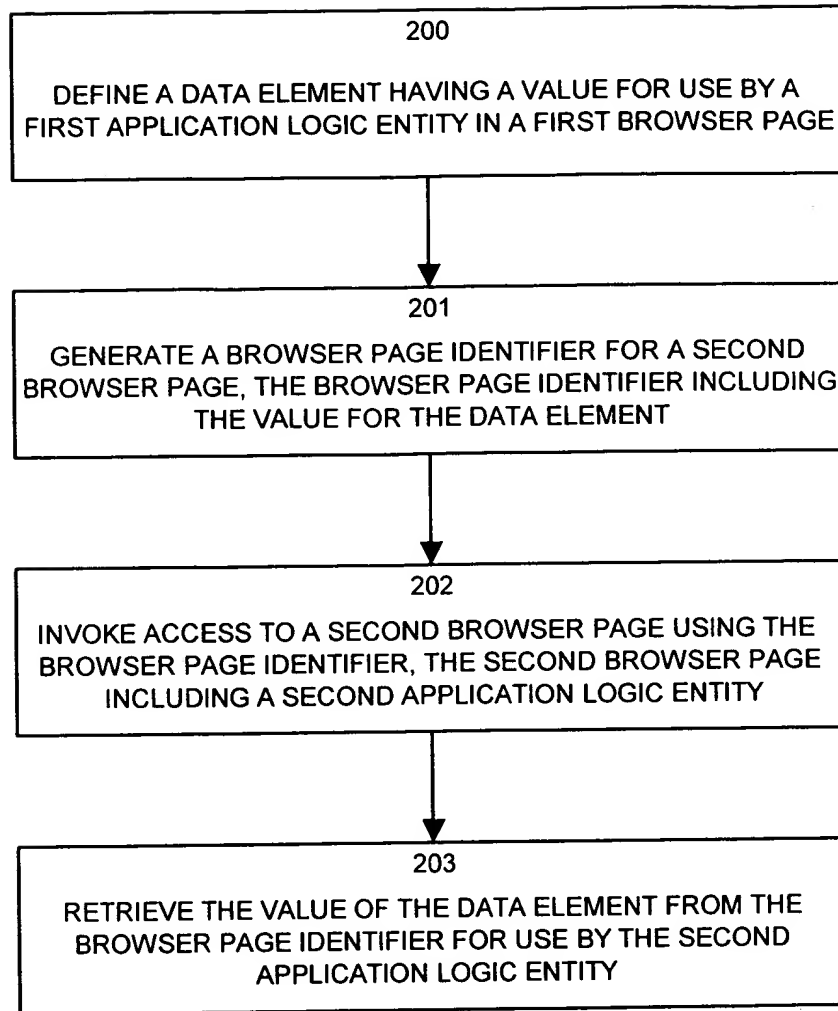 200
DEFINE A DATA ELEMENT HAVING A VALUE FOR USE BY A
FIRST APPLICATION LOGIC ENTITY IN A FIRST BROWSER PAGE
201
GENERATE A BROWSER PAGE IDENTIFIER FOR A SECOND
BROWSER PAGE, THE BROWSER PAGE IDENTIFIER INCLUDING
THE VALUE FOR THE DATA ELEMENT
202
INVOKE ACCESS TO A SECOND BROWSER PAGE USING THE
BROWSER PAGE IDENTIFIER, THE SECOND BROWSER PAGE
INCLUDING A SECOND APPLICATION LOGIC ENTITY
203
RETRIEVE THE VALUE OF THE DATA ELEMENT FROM THE
BROWSER PAGE IDENTIFIER FOR USE BY THE SECOND
APPLICATION LOGIC ENTITY